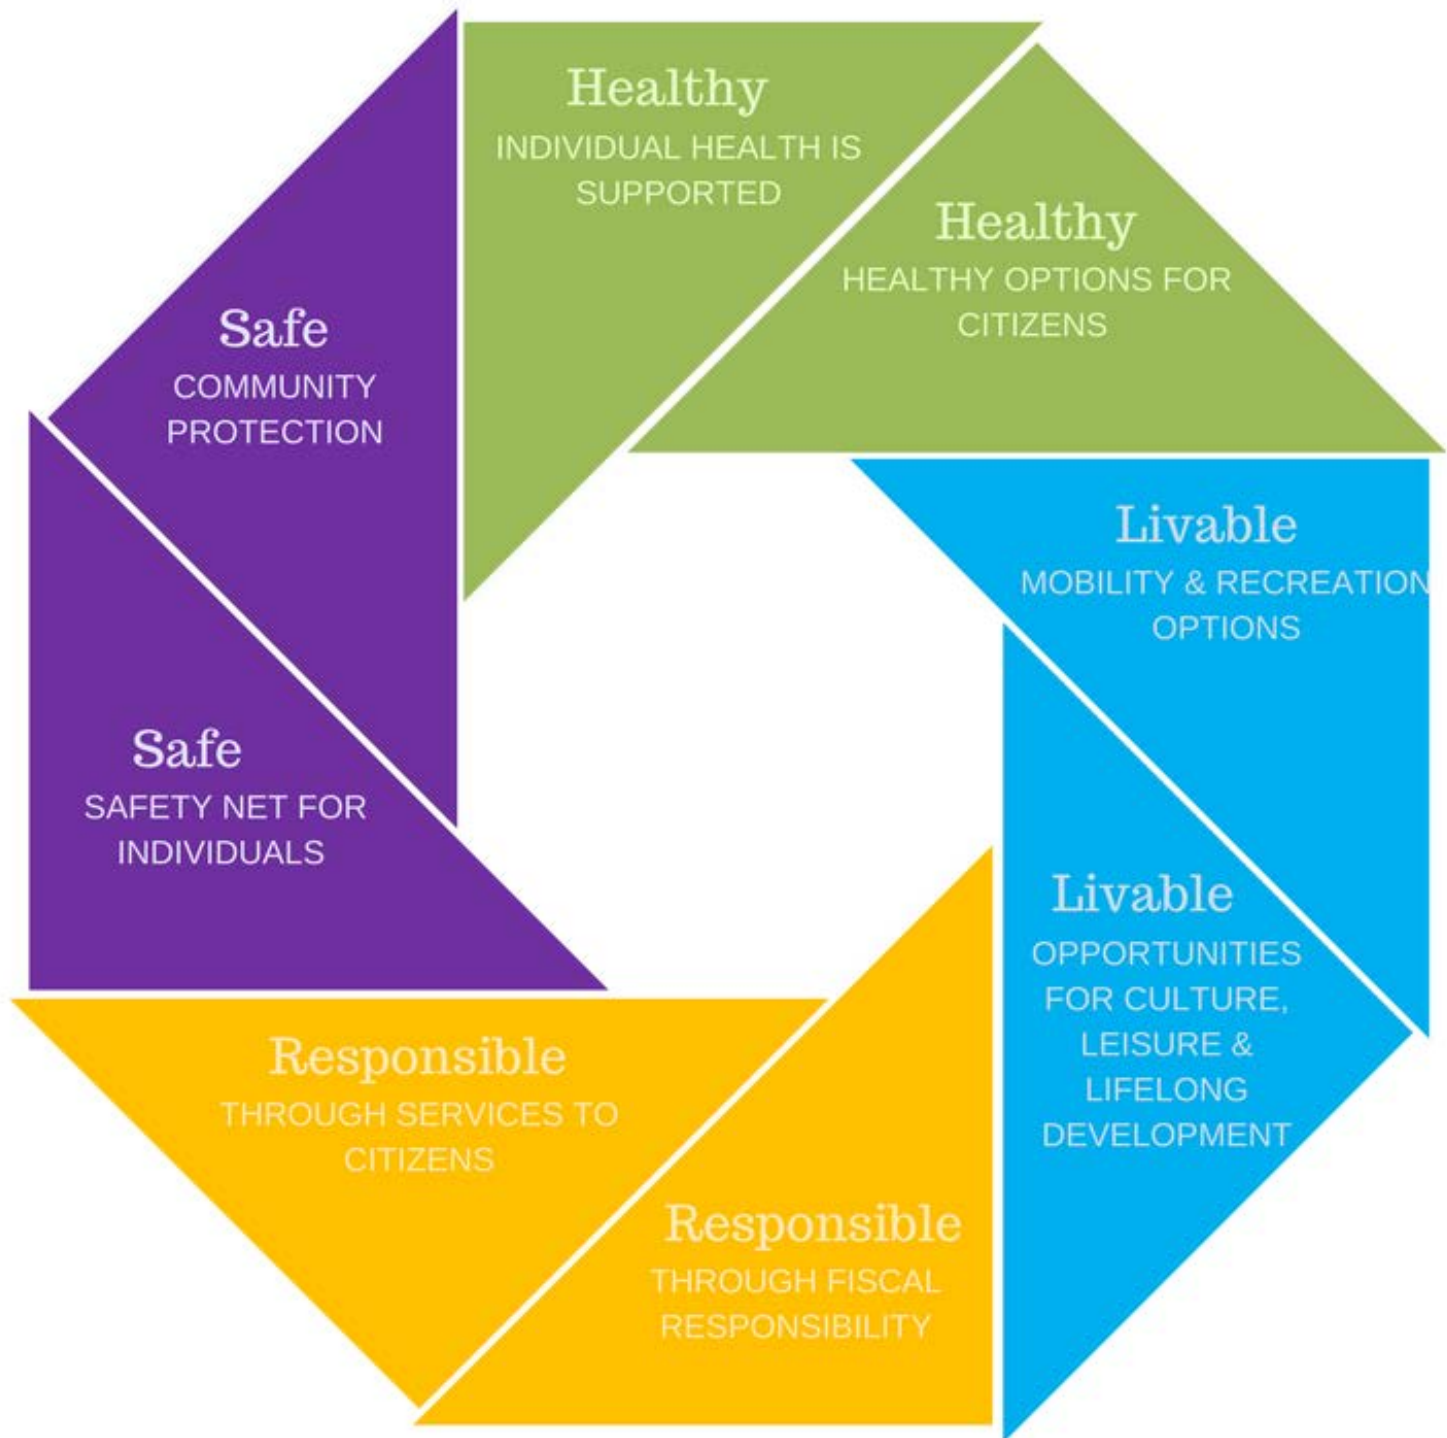 Healthy
INDIVIDUAL HEALTH IS
SUPPORTED
Healthy
HEALTHY OPTIONS FOR
CITIZENS
Livable
MOBILITY & RECREATION
OPTIONS
Livable
OPPORTUNITIES
FOR CULTURE,
LEISURE &
LIFELONG
DEVELOPMENT
Responsible
THROUGH FISCAL
RESPONSIBILITY
Responsible
THROUGH SERVICES TO
CITIZENS
Safe
SAFETY NET FOR
INDIVIDUALS
Safe
COMMUNITY
PROTECTION